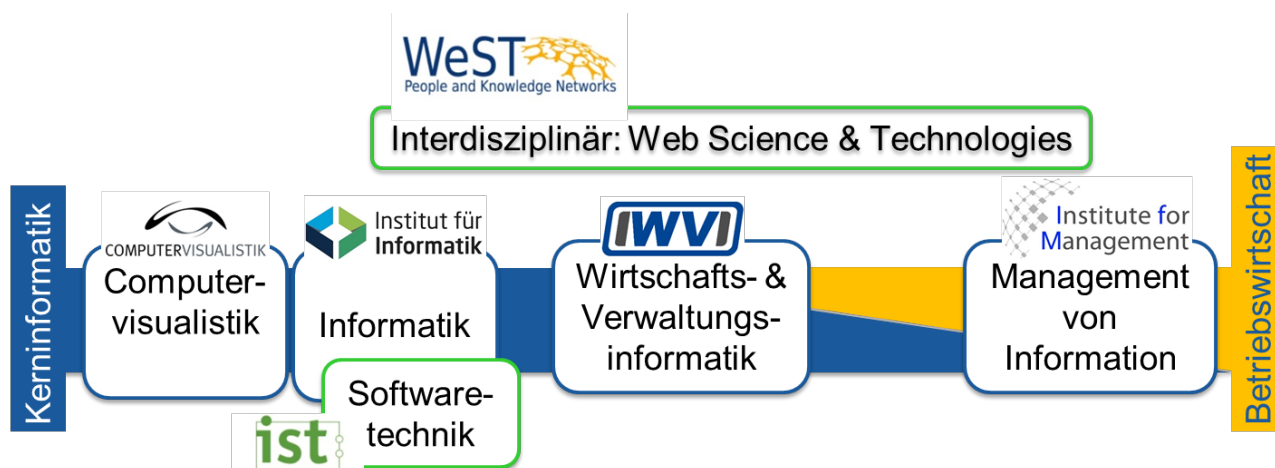 WeST
People and Knowledge Networks
Interdisziplinär: Web Science & Technologies
Kerninformatik
COMPUTERVISUALISTIK
Computer-
visualistik
Institut für
Informatik
Informatik
Software-
technik
ist
IWVI
Wirtschafts- &
Verwaltungs-
informatik
Institute for
Management
Management
von
Information
Betriebswirtschaft